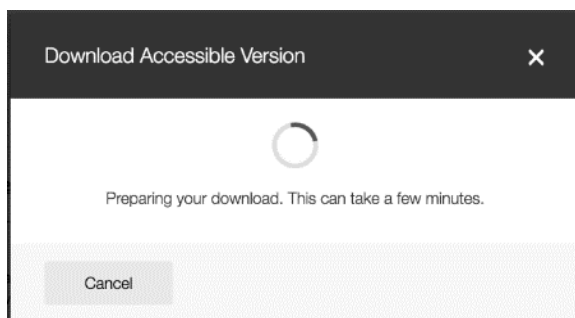 Download Accessible Version
Preparing your download. This can take a few minutes.
Cancel